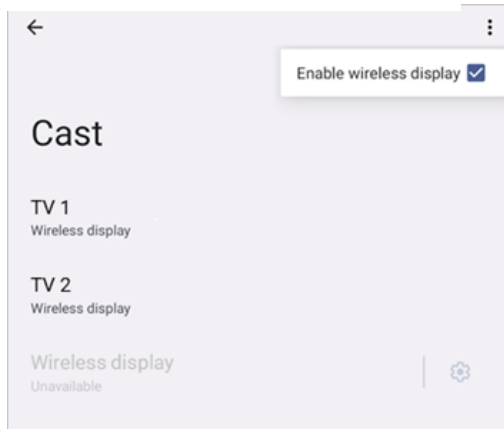 Enable wireless display
Cast
TV 1
Wireless display
TV 2
Wireless display
Wireless display
Unavailable